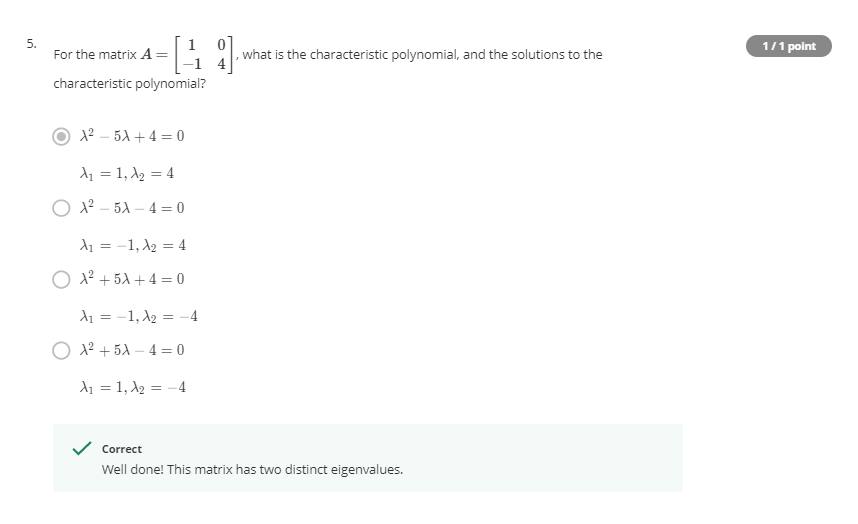 5.
1 / 1 point
For the matrix A = [1 0
−1 4], what is the characteristic polynomial, and the solutions to the
characteristic polynomial?
λ² − 5λ + 4 = 0
λ₁ = 1, λ₂ = 4
λ² − 5λ − 4 = 0
λ₁ = −1, λ₂ = 4
λ² + 5λ + 4 = 0
λ₁ = −1, λ₂ = −4
λ² + 5λ − 4 = 0
λ₁ = 1, λ₂ = −4
Correct
Well done! This matrix has two distinct eigenvalues.